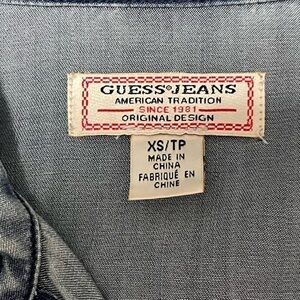 GUESS JEANS
AMERICAN TRADITION
SINCE 1981
ORIGINAL DESIGN
XS/TP
MADE IN
CHINA
FABRIQUÉ EN
CHINE